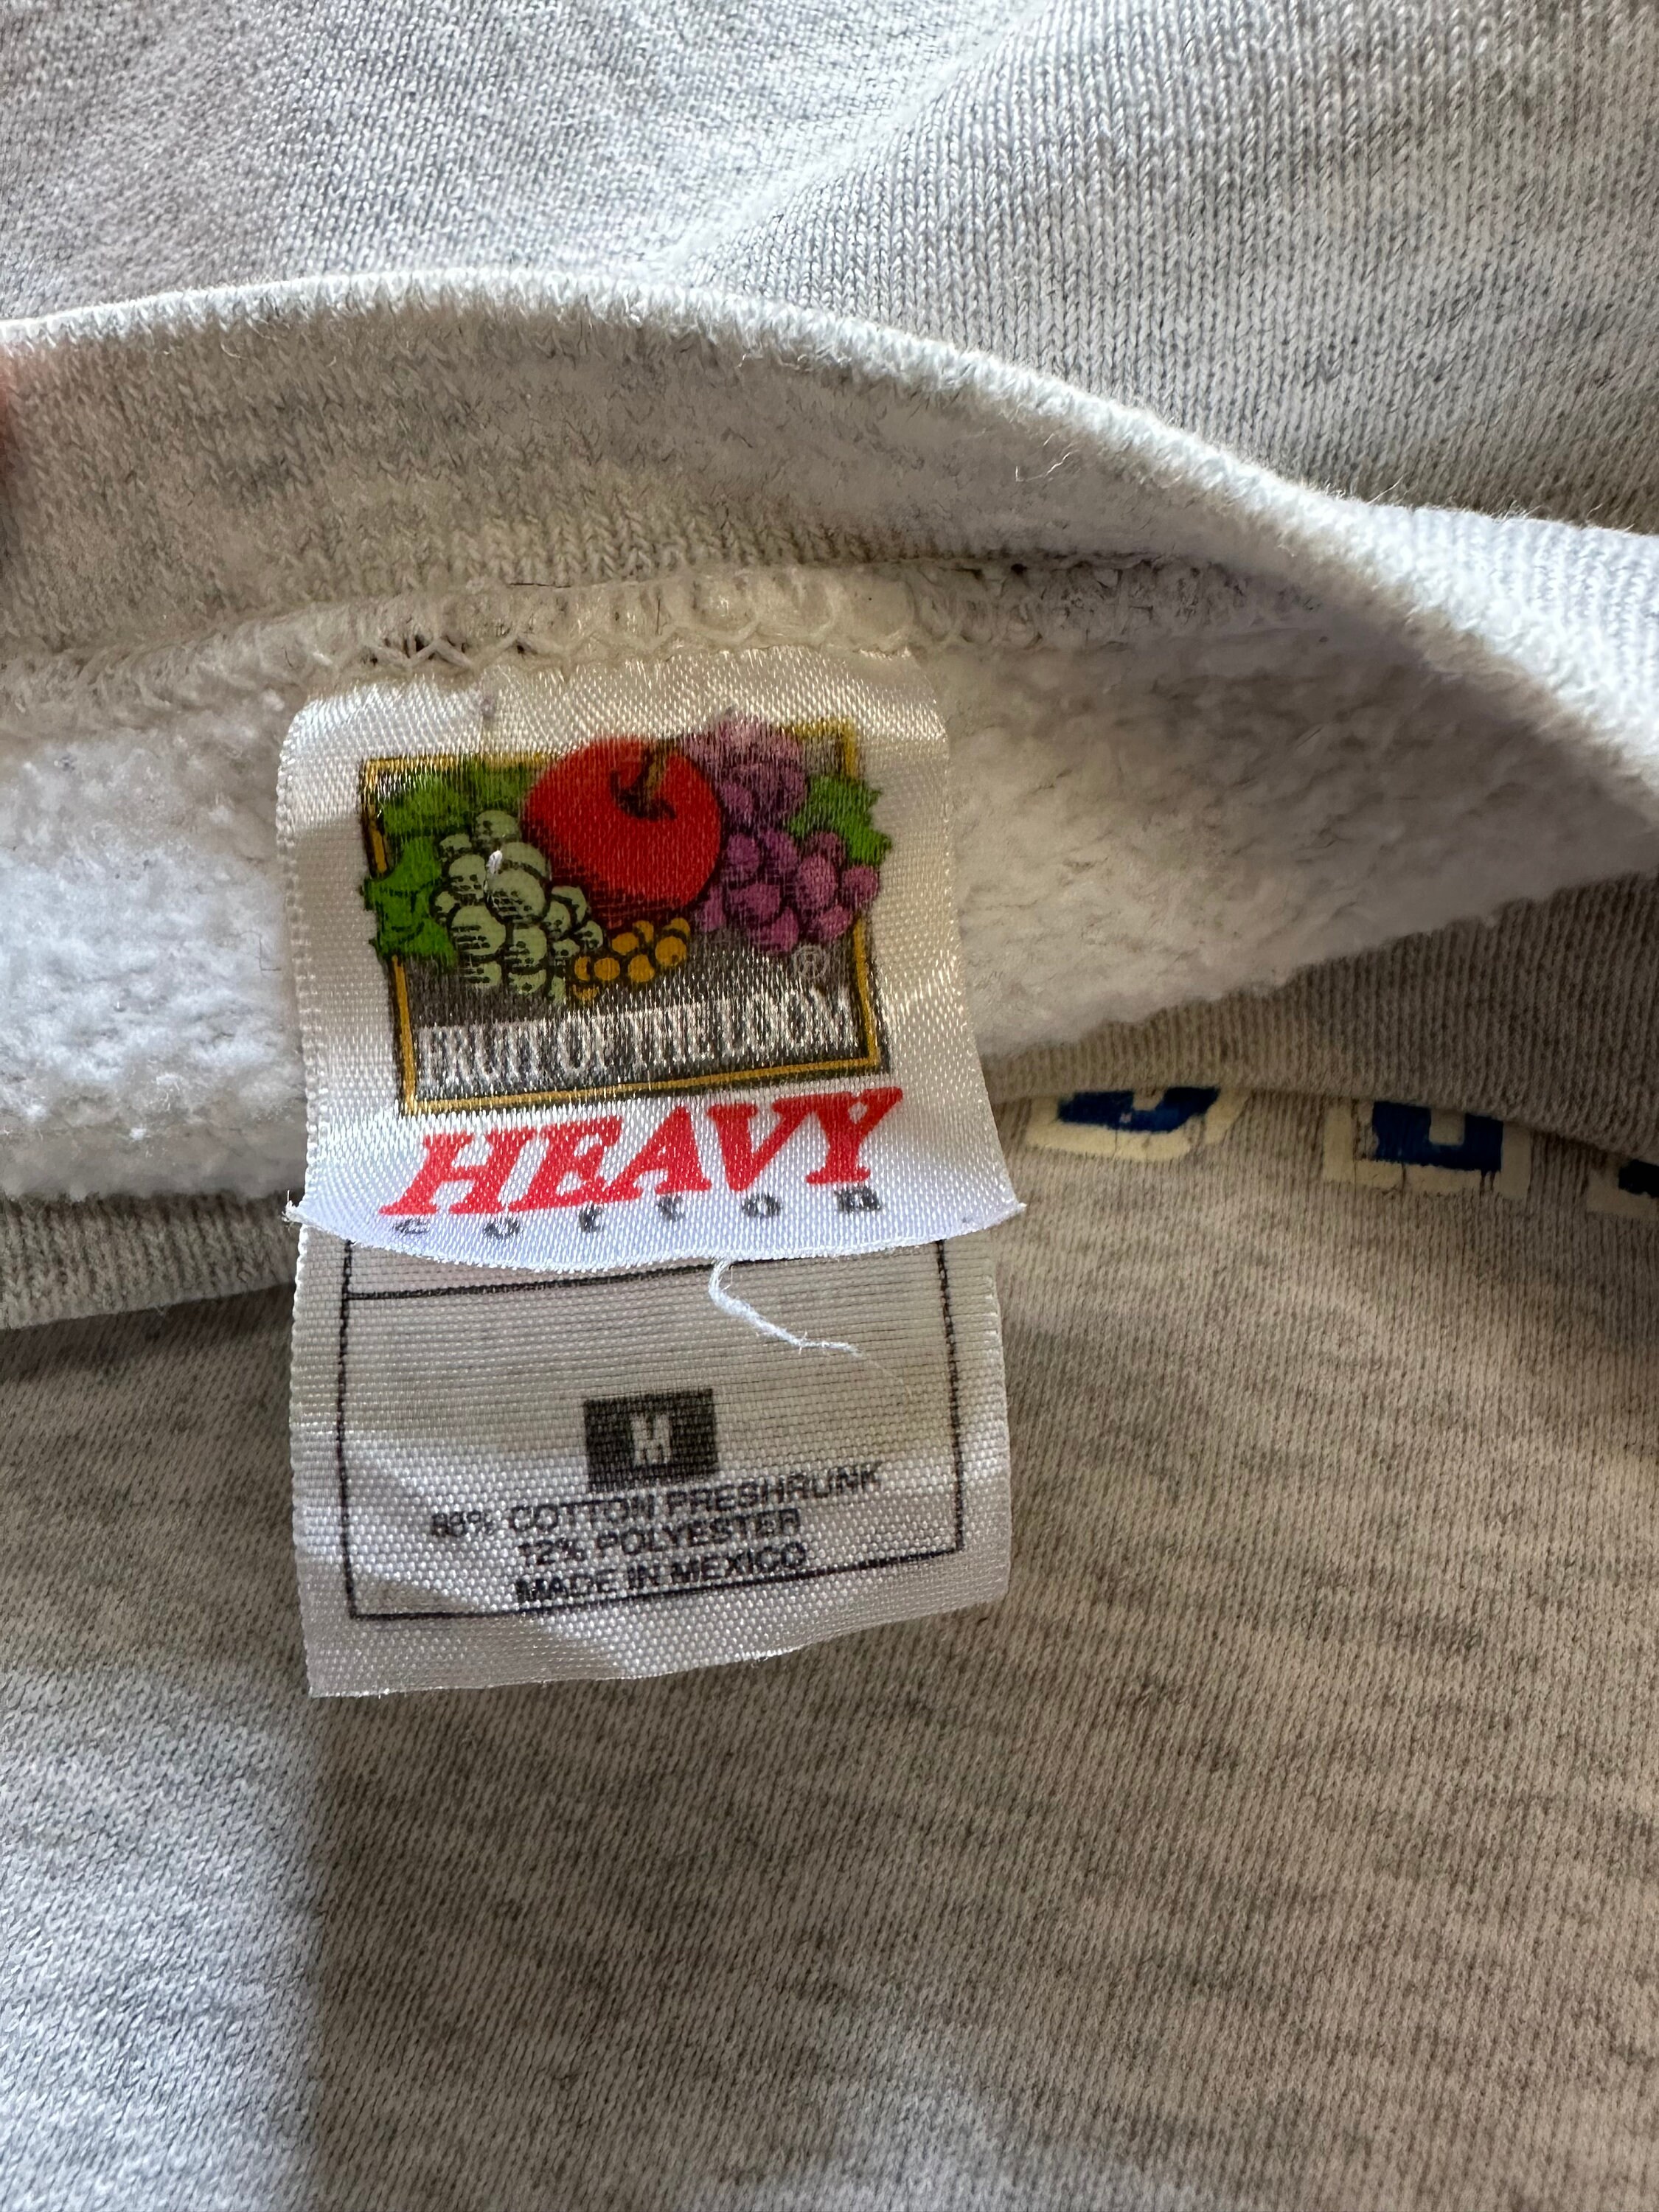 ®
FRUIT OF THE LOOM
HEAVY
COTTON
M
88% COTTON PRESHRUNK
12% POLYESTER
MADE IN MEXICO